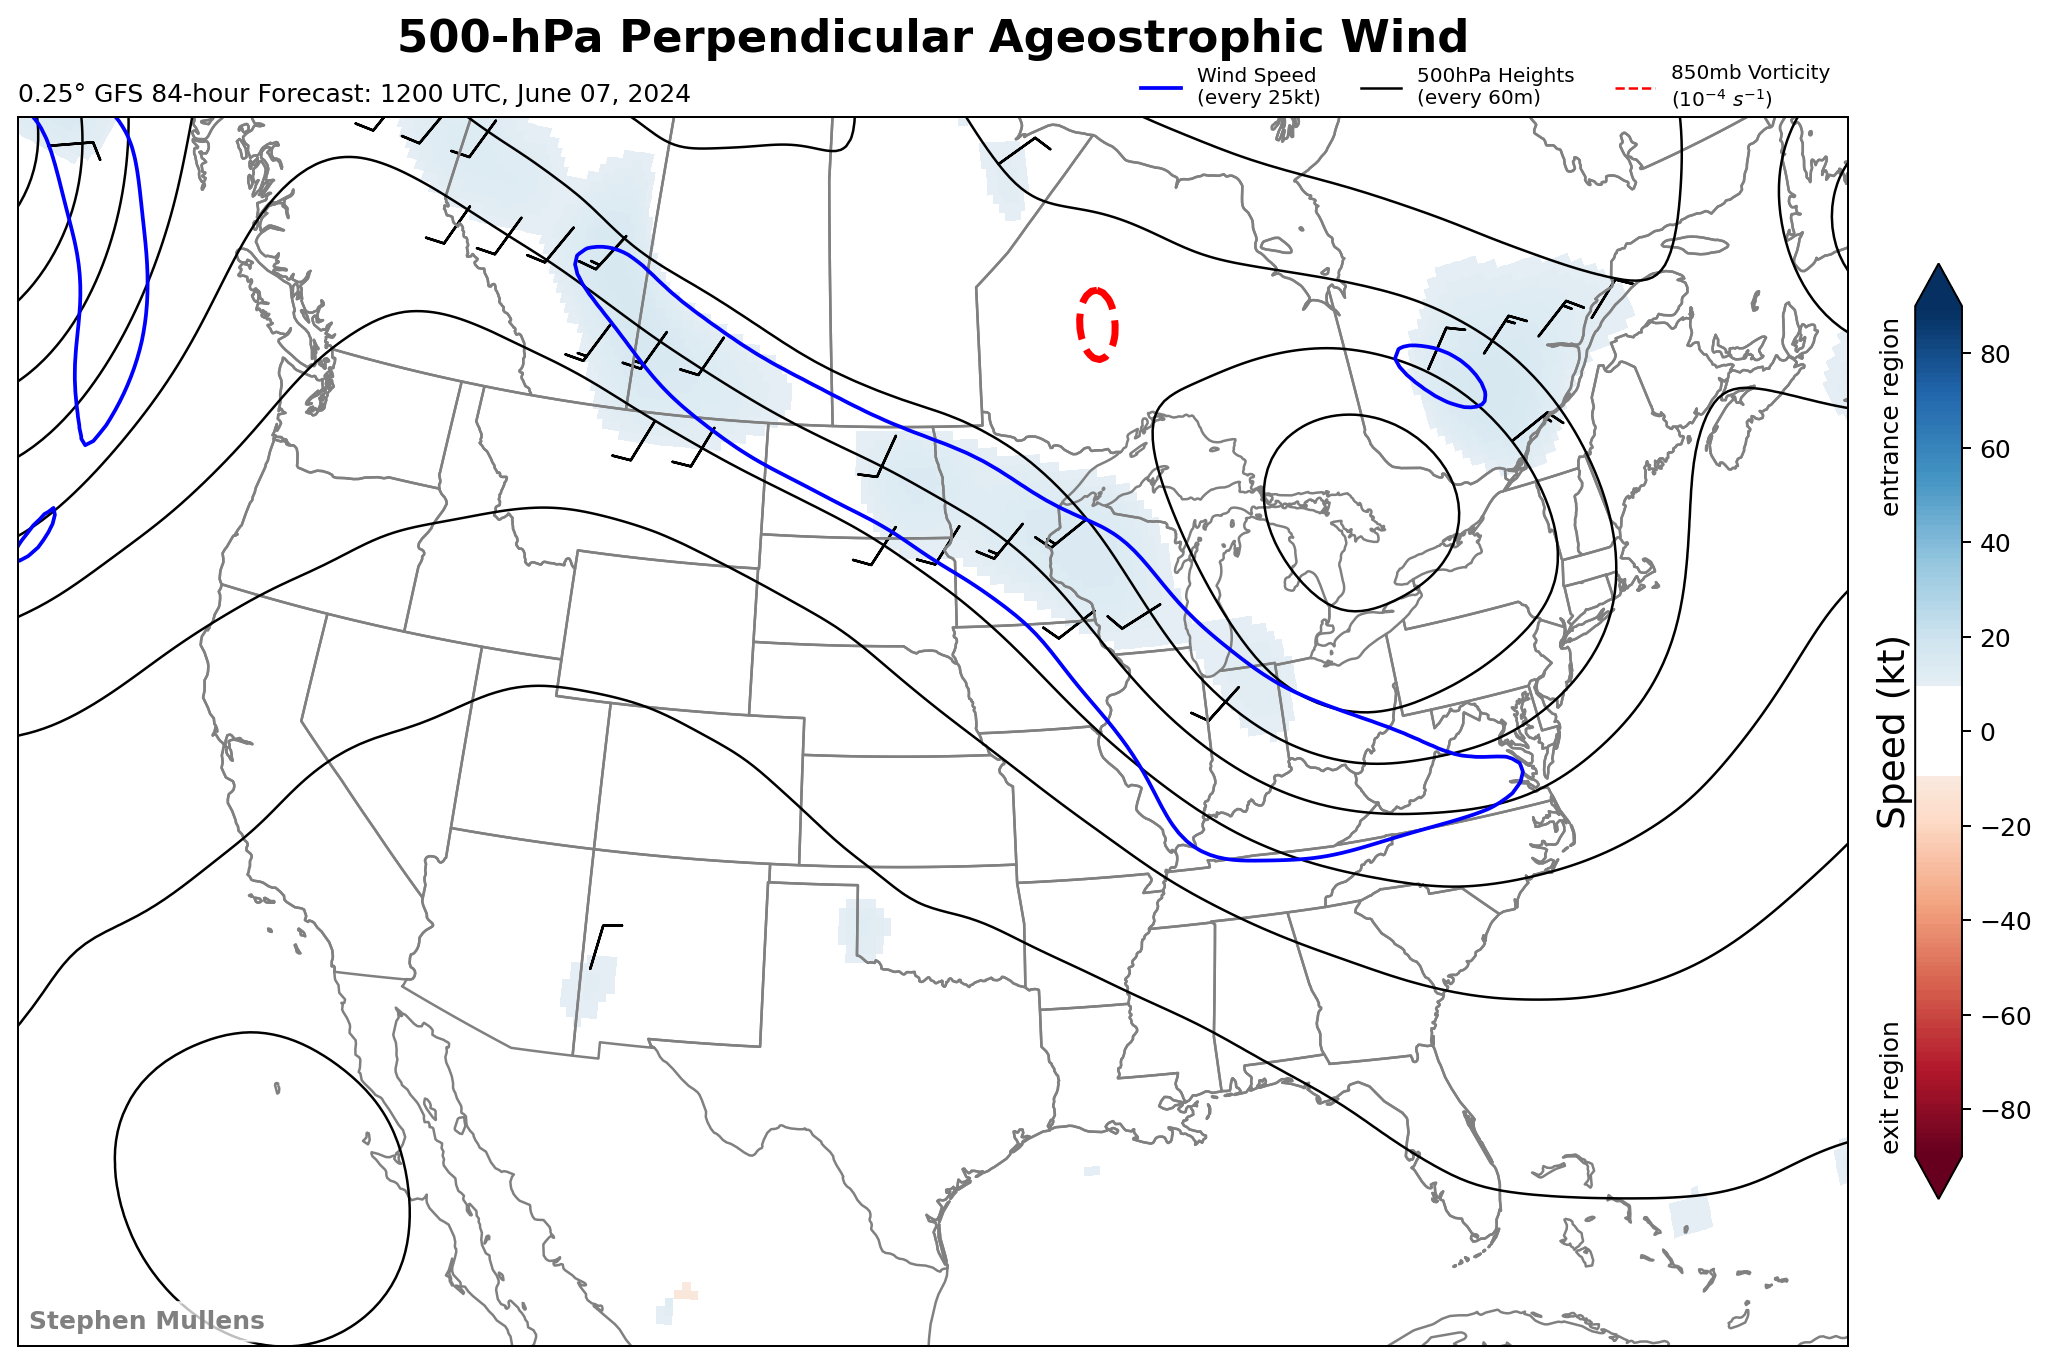 500-hPa Perpendicular Ageostrophic Wind
0.25° GFS 84-hour Forecast: 1200 UTC, June 07, 2024
Wind Speed
(every 25kt)
500hPa Heights
(every 60m)
850mb Vorticity
(10⁻⁴ s⁻¹)
entrance region
Speed (kt)
exit region
80
60
40
20
0
−20
−40
−60
−80
Stephen Mullens